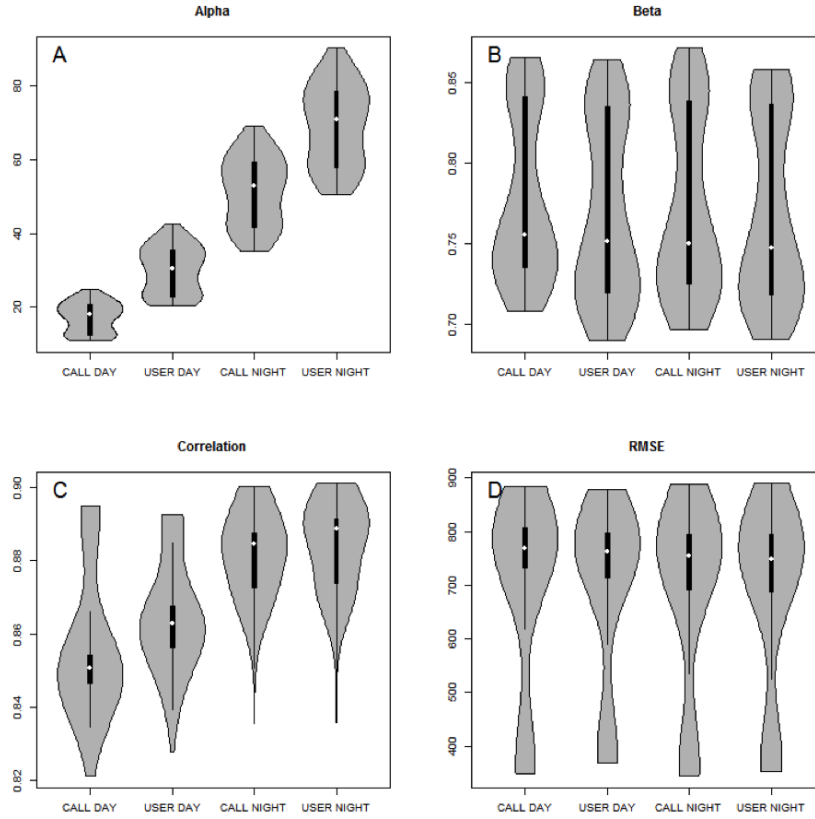 Alpha
A
80
60
40
20
CALL DAY USER DAY CALL NIGHT USER NIGHT
Beta
B
0.85
0.80
0.75
0.70
CALL DAY USER DAY CALL NIGHT USER NIGHT
Correlation
C
0.90
0.88
0.86
0.84
0.82
CALL DAY USER DAY CALL NIGHT USER NIGHT
RMSE
D
900
800
700
600
500
400
CALL DAY USER DAY CALL NIGHT USER NIGHT